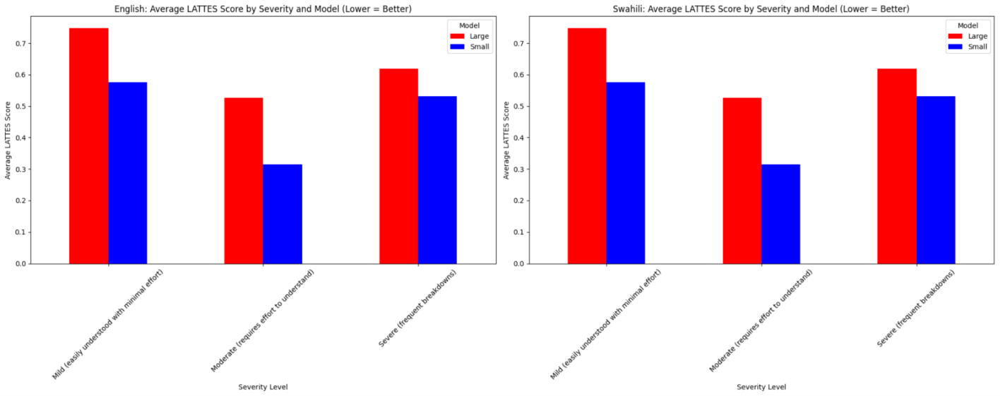 English: Average LATTES Score by Severity and Model (Lower = Better)
Model
Large
Small
Average LATTES Score
0.7
0.6
0.5
0.4
0.3
0.2
0.1
0.0
Mild (easily understood with minimal effort)
Moderate (requires effort to understand)
Severe (frequent breakdowns)
Severity Level
Swahili: Average LATTES Score by Severity and Model (Lower = Better)
Model
Large
Small
Average LATTES Score
0.7
0.6
0.5
0.4
0.3
0.2
0.1
0.0
Mild (easily understood with minimal effort)
Moderate (requires effort to understand)
Severe (frequent breakdowns)
Severity Level